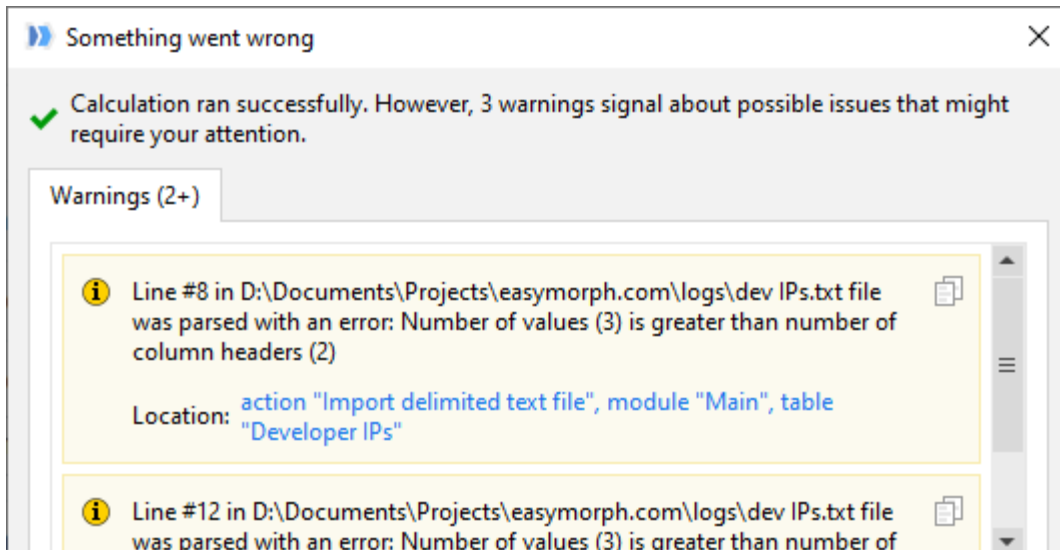 Something went wrong
Calculation ran successfully. However, 3 warnings signal about possible issues that might
require your attention.
Warnings (2+)
Line #8 in D:\Documents\Projects\easymorph.com\logs\dev IPs.txt file
was parsed with an error: Number of values (3) is greater than number of
column headers (2)
Location: action "Import delimited text file", module "Main", table
"Developer IPs"
Line #12 in D:\Documents\Projects\easymorph.com\logs\dev IPs.txt file
was parsed with an error: Number of values (3) is greater than number of